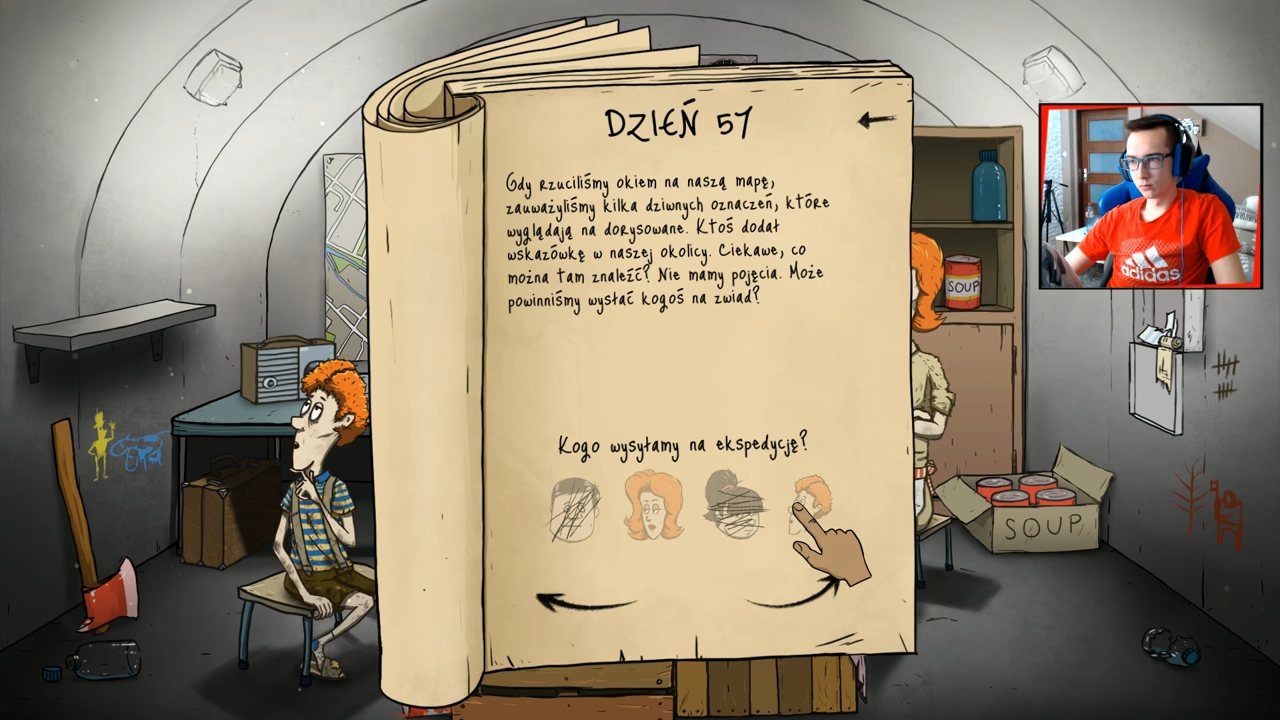 DZIEŃ 57
Gdy rzuciliśmy okiem na naszą mapę,
zauważyliśmy kilka dziwnych oznaczeń, które
wyglądają na dorysowane. Ktoś dodał
wskazówkę w naszej okolicy. Ciekawe, co
można tam znaleźć? Nie mamy pojęcia. Może
powinniśmy wysłać kogoś na zwiad?
Kogo wysyłamy na ekspedycję?
SOUP
SOUP
adidas